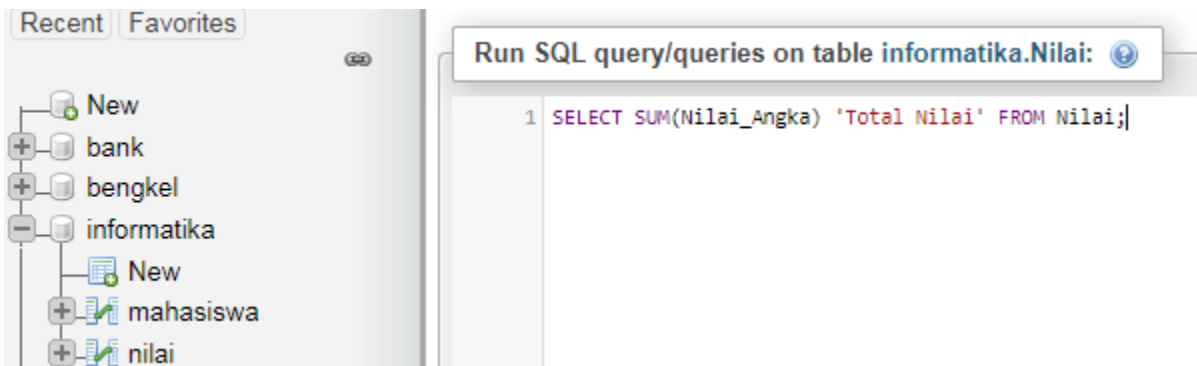 Recent Favorites
New
bank
bengkel
informatika
New
mahasiswa
nilai
Run SQL query/queries on table informatika.Nilai:
1 SELECT SUM(Nilai_Angka) 'Total Nilai' FROM Nilai;